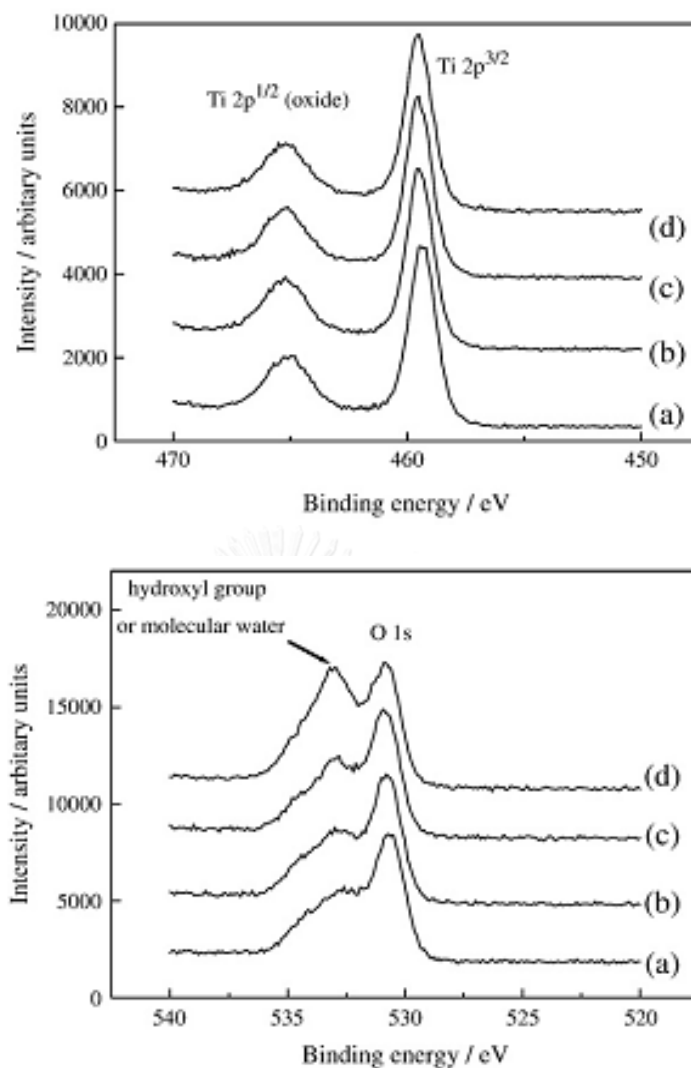 10000
8000
6000
4000
2000
0
Intensity / arbitary units
Ti 2p1/2 (oxide)
Ti 2p3/2
(d)
(c)
(b)
(a)
470
460
450
Binding energy / eV
20000
15000
10000
5000
0
Intensity / arbitary units
hydroxyl group
or molecular water
O 1s
(d)
(c)
(b)
(a)
540
535
530
525
520
Binding energy / eV